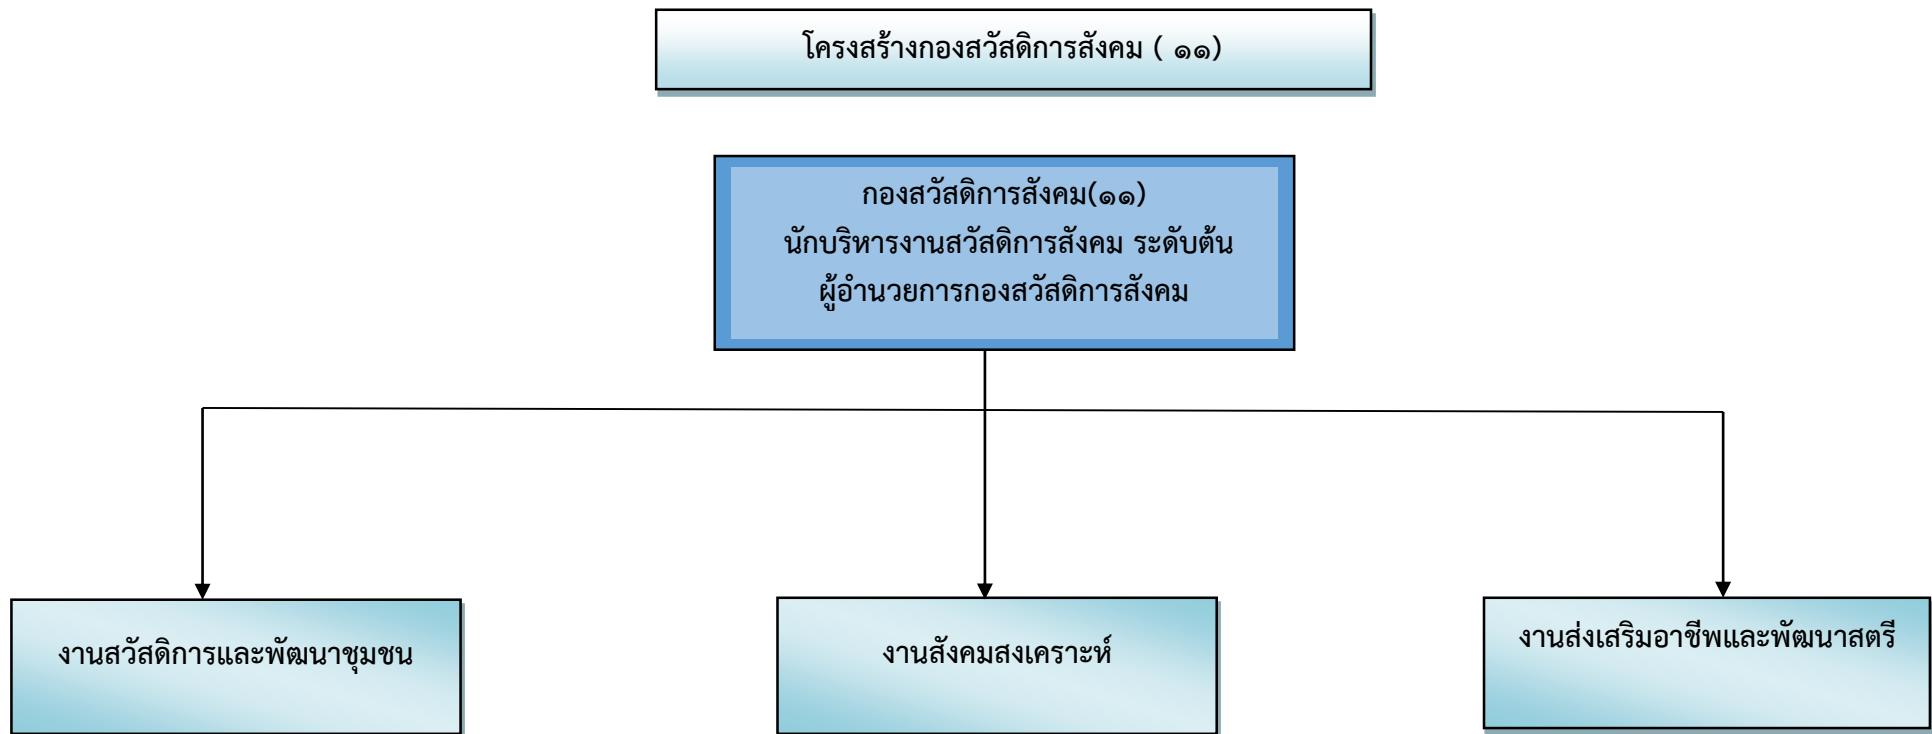 โครงสร้างกองสวัสดิการสังคม ( ๑๑)
กองสวัสดิการสังคม(๑๑)
นักบริหารงานสวัสดิการสังคม ระดับต้น
ผู้อำนวยการกองสวัสดิการสังคม
งานสวัสดิการและพัฒนาชุมชน
งานสังคมสงเคราะห์
งานส่งเสริมอาชีพและพัฒนาสตรี